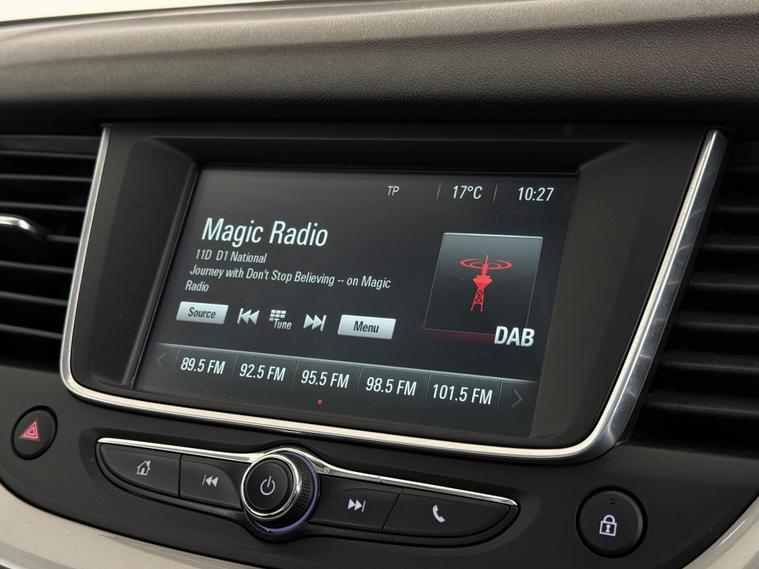 TP 17°C 10:27
Magic Radio
11D D1 National
Journey with Don't Stop Believing -- on Magic
Radio
Source Tune Menu
DAB
89.5 FM 92.5 FM 95.5 FM 98.5 FM 101.5 FM